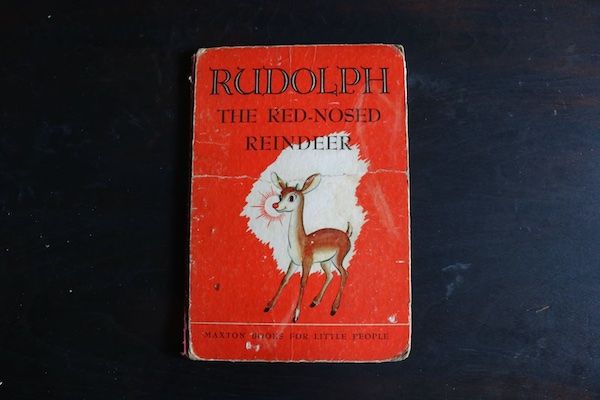 RUDOLPH
THE RED-NOSED
REINDEER
MAXTON BOOKS FOR LITTLE PEOPLE